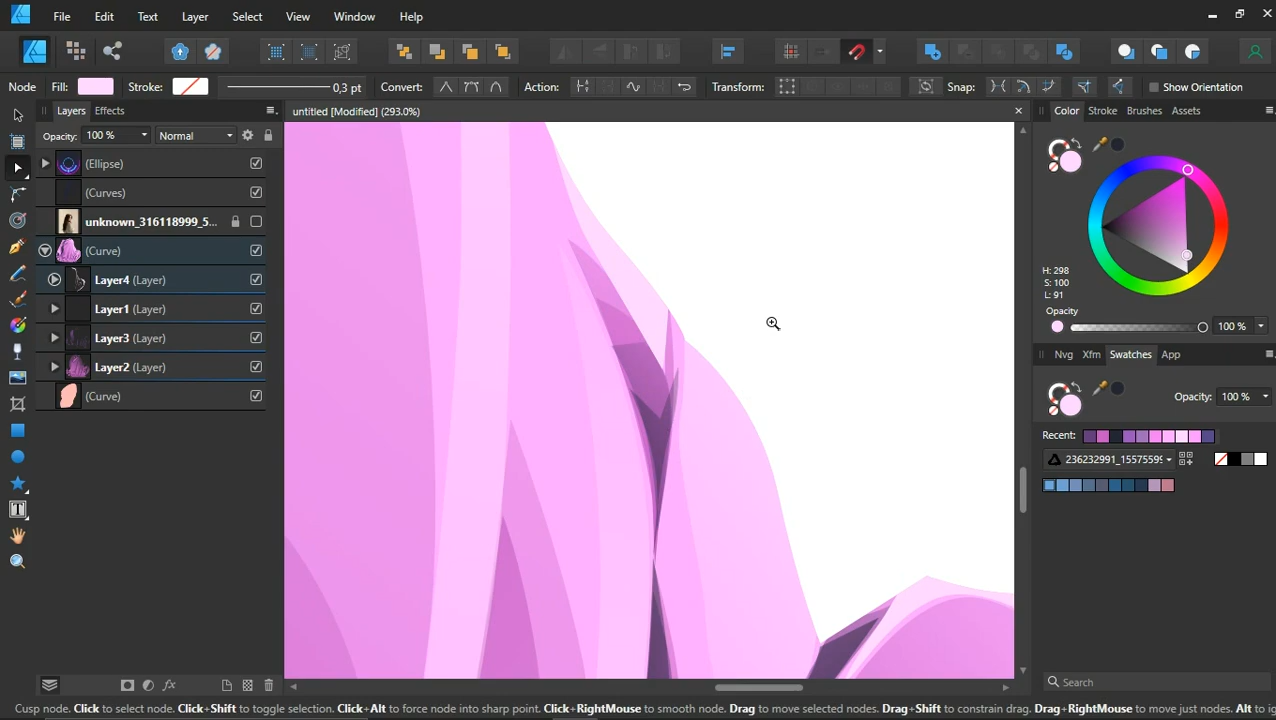 File Edit Text Layer Select View Window Help
Node Fill: Stroke: 0,3 pt Convert: Action: Transform: Snap: Show Orientation
Layers Effects
untitled [Modified] (293.0%)
Color Stroke Brushes Assets
Opacity: 100 % Normal
(Ellipse)
(Curves)
unknown_316118999_5...
(Curve)
Layer4 (Layer)
Layer1 (Layer)
Layer3 (Layer)
Layer2 (Layer)
(Curve)
H: 298
S: 100
L: 91
Opacity
100 %
Nvg Xfm Swatches App
Opacity: 100 %
Recent:
236232991_1557559
Search
Cusp node. Click to select node. Click+Shift to toggle selection. Click+Alt to force node into sharp point. Click+RightMouse to smooth node. Drag to move selected nodes. Drag+Shift to constrain drag. Drag+RightMouse to move just nodes. Alt to ig